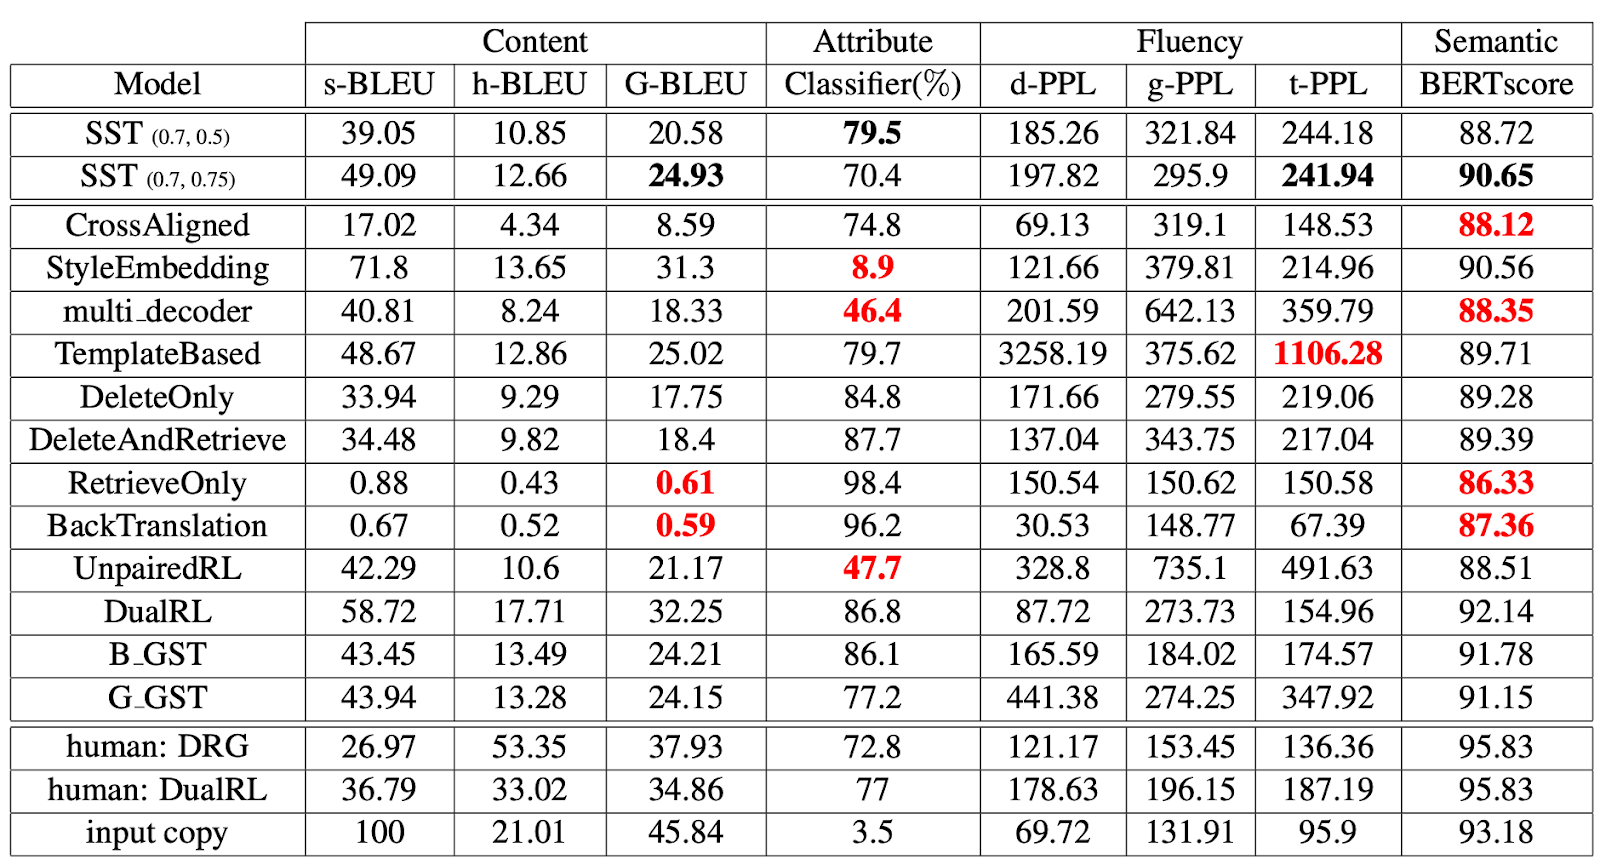 Content Attribute Fluency Semantic
Model s-BLEU h-BLEU G-BLEU Classifier(%) d-PPL g-PPL t-PPL BERTscore
SST (0.7, 0.5) 39.05 10.85 20.58 79.5 185.26 321.84 244.18 88.72
SST (0.7, 0.75) 49.09 12.66 24.93 70.4 197.82 295.9 241.94 90.65
CrossAligned 17.02 4.34 8.59 74.8 69.13 319.1 148.53 88.12
StyleEmbedding 71.8 13.65 31.3 8.9 121.66 379.81 214.96 90.56
multi_decoder 40.81 8.24 18.33 46.4 201.59 642.13 359.79 88.35
TemplateBased 48.67 12.86 25.02 79.7 3258.19 375.62 1106.28 89.71
DeleteOnly 33.94 9.29 17.75 84.8 171.66 279.55 219.06 89.28
DeleteAndRetrieve 34.48 9.82 18.4 87.7 137.04 343.75 217.04 89.39
RetrieveOnly 0.88 0.43 0.61 98.4 150.54 150.62 150.58 86.33
BackTranslation 0.67 0.52 0.59 96.2 30.53 148.77 67.39 87.36
UnpairedRL 42.29 10.6 21.17 47.7 328.8 735.1 491.63 88.51
DualRL 58.72 17.71 32.25 86.8 87.72 273.73 154.96 92.14
B_GST 43.45 13.49 24.21 86.1 165.59 184.02 174.57 91.78
G_GST 43.94 13.28 24.15 77.2 441.38 274.25 347.92 91.15
human: DRG 26.97 53.35 37.93 72.8 121.17 153.45 136.36 95.83
human: DualRL 36.79 33.02 34.86 77 178.63 196.15 187.19 95.83
input copy 100 21.01 45.84 3.5 69.72 131.91 95.9 93.18